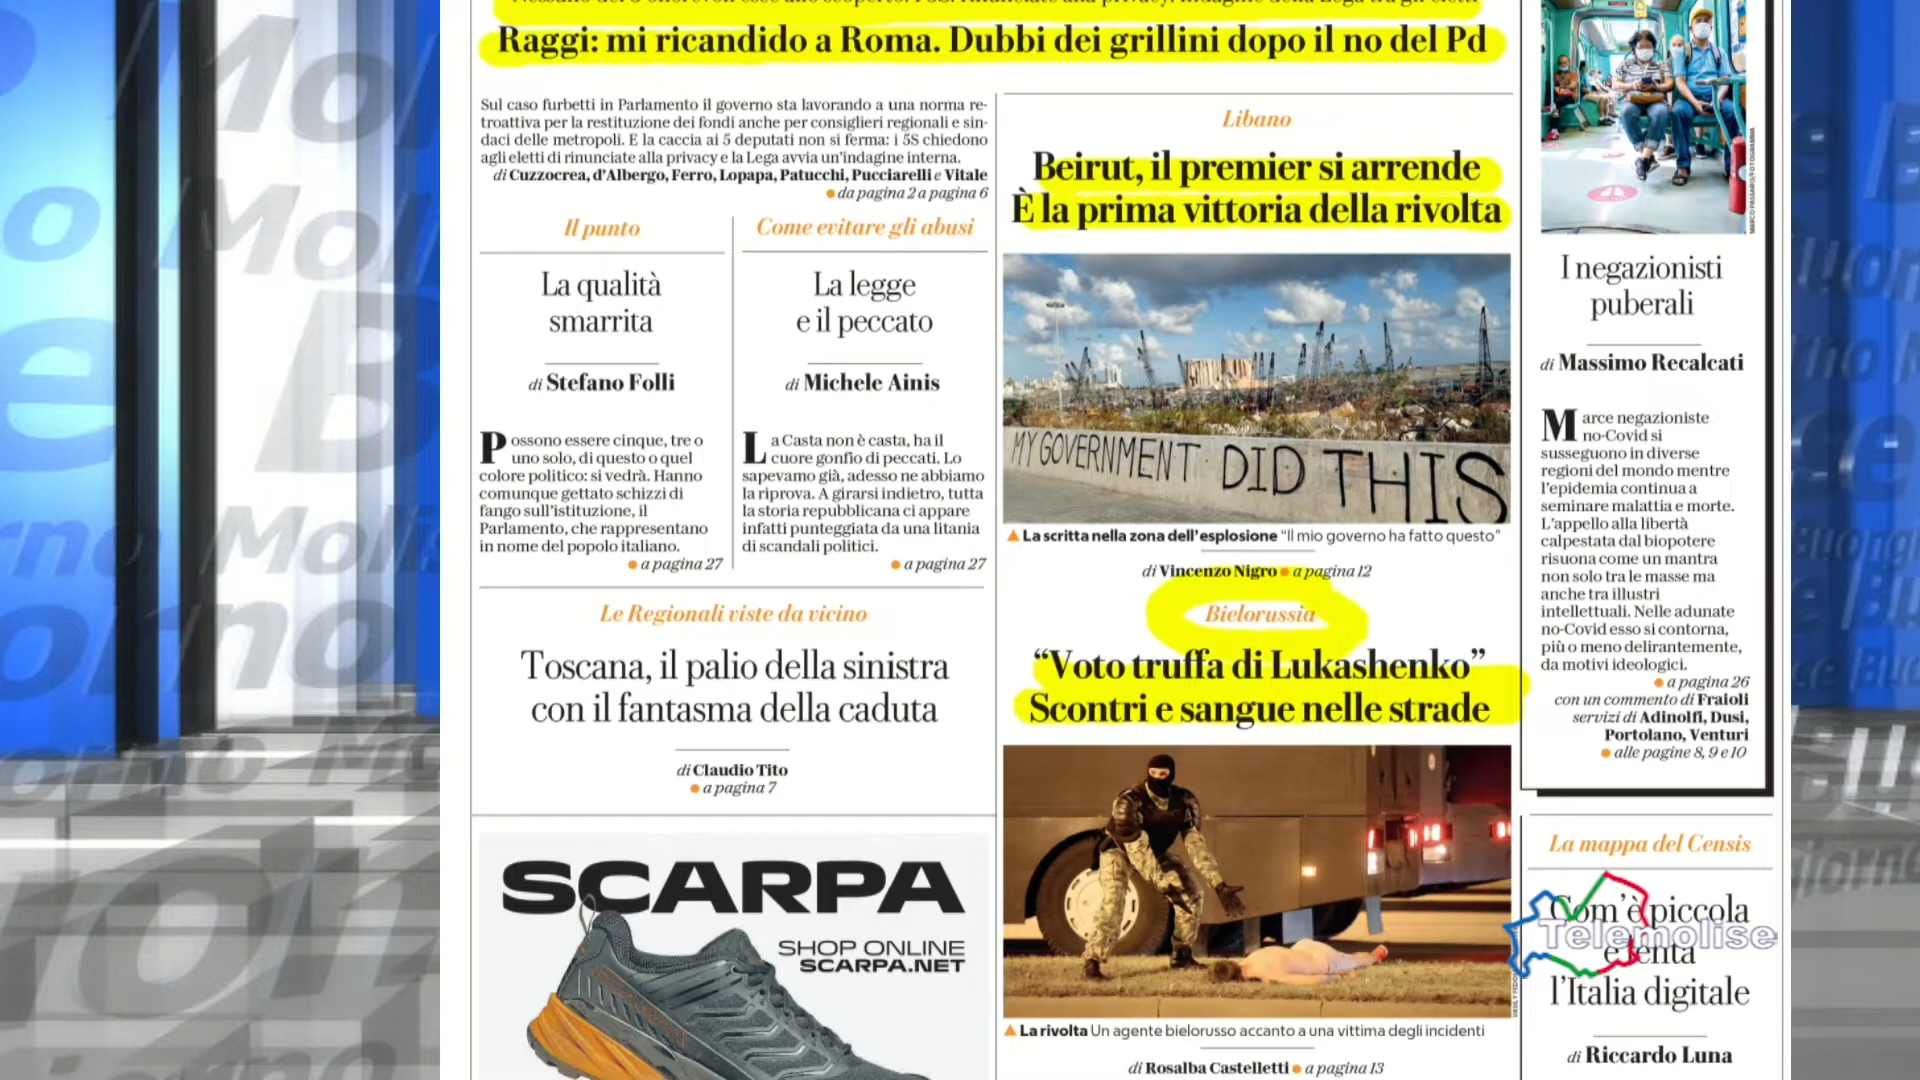 Raggi: mi ricandido a Roma. Dubbi dei grillini dopo il no del Pd
Sul caso furbetti in Parlamento il governo sta lavorando a una norma re-
troattiva per la restituzione dei fondi anche per consiglieri regionali e sin-
daci delle metropoli. E la caccia ai 5 deputati non si ferma: i 5S chiedono
agli eletti di rinunciate alla privacy e la Lega avvia un'indagine interna.
di Cuzzocrea, d'Albergo, Ferro, Lopapa, Patucchi, Pucciarelli e Vitale
da pagina 2 a pagina 6
Il punto
La qualità
smarrita
di Stefano Folli
Possono essere cinque, tre o
uno solo, di questo o quel
colore politico: si vedrà. Hanno
comunque gettato schizzi di
fango sull'istituzione, il
Parlamento, che rappresentano
in nome del popolo italiano.
a pagina 27
Come evitare gli abusi
La legge
e il peccato
di Michele Ainis
La Casta non è casta, ha il
cuore gonfio di peccati. Lo
sapevamo già, adesso ne abbiamo
la riprova. A girarsi indietro, tutta
la storia repubblicana ci appare
infatti punteggiata da una litania
di scandali politici.
a pagina 27
Le Regionali viste da vicino
Toscana, il palio della sinistra
con il fantasma della caduta
di Claudio Tito
a pagina 7
SCARPA
SHOP ONLINE
SCARPA.NET
Libano
Beirut, il premier si arrende
È la prima vittoria della rivolta
MY GOVERNMENT DID THIS
La scritta nella zona dell'esplosione "Il mio governo ha fatto questo"
di Vincenzo Nigro a pagina 12
Bielorussia
“Voto truffa di Lukashenko”
Scontri e sangue nelle strade
La rivolta Un agente bielorusso accanto a una vittima degli incidenti
di Rosalba Castelletti a pagina 13
MARCO PASSARO/FOTOGRAMMA
I negazionisti
puberali
di Massimo Recalcati
Marce negazioniste
no-Covid si
susseguono in diverse
regioni del mondo mentre
l'epidemia continua a
seminare malattia e morte.
L'appello alla libertà
calpestata dal biopotere
risuona come un mantra
non solo tra le masse ma
anche tra illustri
intellettuali. Nelle adunate
no-Covid esso si contorna,
più o meno delirantemente,
da motivi ideologici.
a pagina 26
con un commento di Fraioli
servizi di Adinolfi, Dusi,
Portolano, Venturi
alle pagine 8, 9 e 10
La mappa del Censis
Com'è piccola
e lenta
l'Italia digitale
di Riccardo Luna
Telemolise